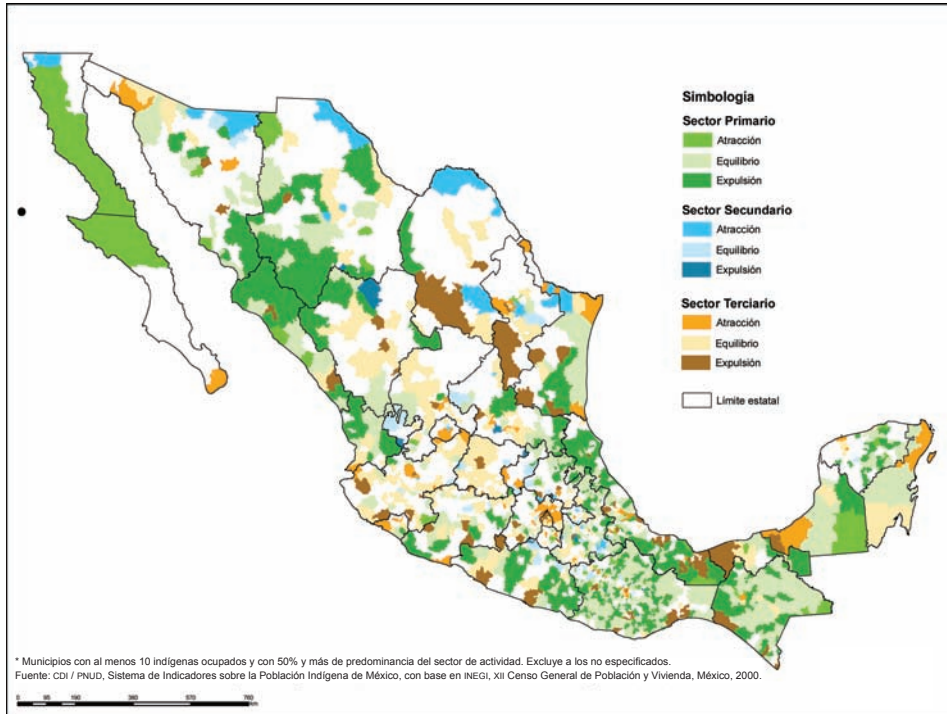 Simbología
Sector Primario
Atracción
Equilibrio
Expulsión
Sector Secundario
Atracción
Equilibrio
Expulsión
Sector Terciario
Atracción
Equilibrio
Expulsión
Límite estatal
* Municipios con al menos 10 indígenas ocupados y con 50% y más de predominancia del sector de actividad. Excluye a los no especificados.
Fuente: CDI / PNUD, Sistema de Indicadores sobre la Población Indígena de México, con base en INEGI, XII Censo General de Población y Vivienda, México, 2000.
0 95 190 380 570 760
km